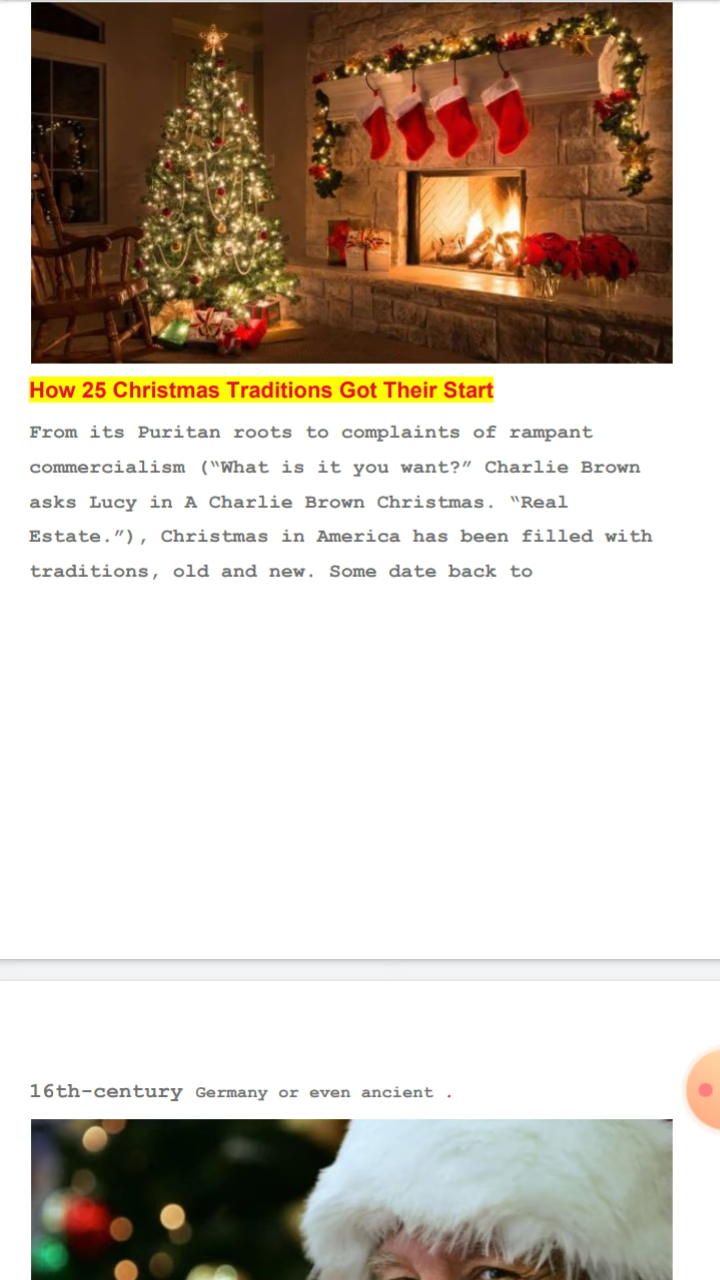 How 25 Christmas Traditions Got Their Start
From its Puritan roots to complaints of rampant
commercialism (“What is it you want?” Charlie Brown
asks Lucy in A Charlie Brown Christmas. “Real
Estate.”), Christmas in America has been filled with
traditions, old and new. Some date back to
16th-century Germany or even ancient .